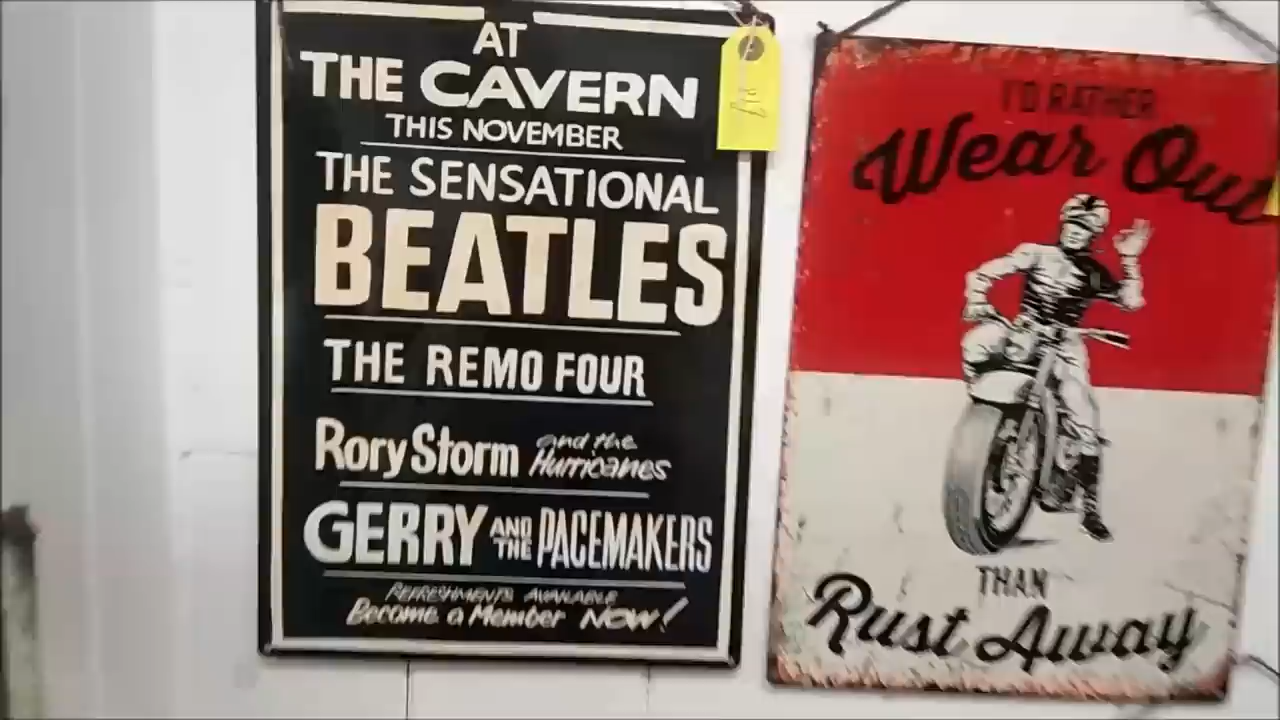 AT
THE CAVERN
THIS NOVEMBER
THE SENSATIONAL
BEATLES
THE REMO FOUR
Rory Storm and the Hurricanes
GERRY AND THE PACEMAKERS
REFRESHMENTS AVAILABLE
Become a Member NOW!
I'D RATHER
Wear Out
THAN
Rust Away